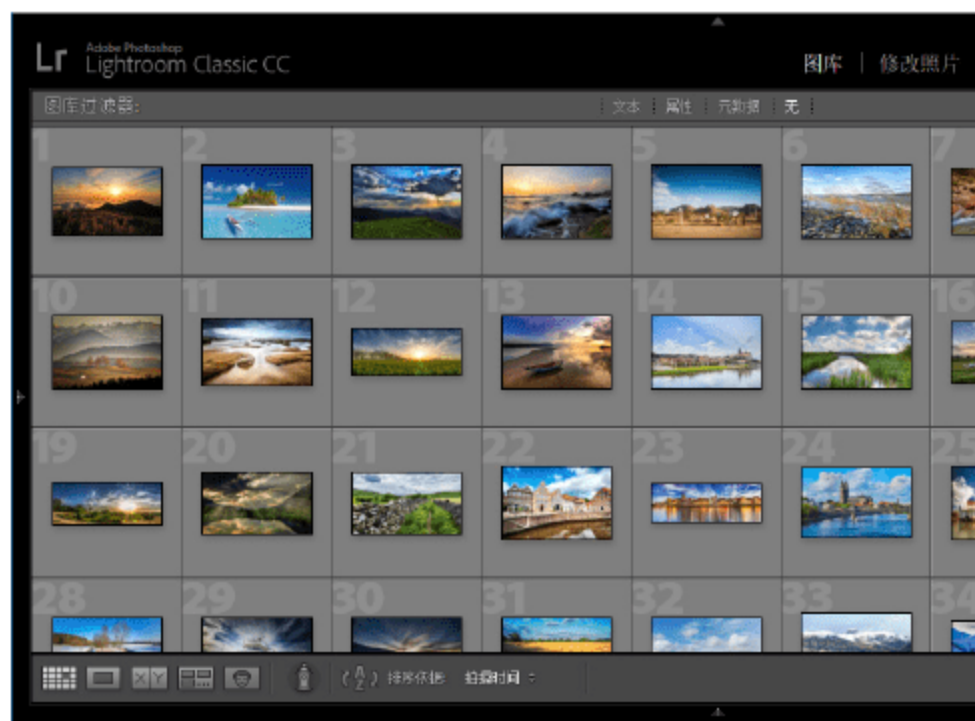 Lr Adobe Photoshop
Lightroom Classic CC
图库 | 修改照片
图库过滤器:
文本 属性 元数据 无
1 2 3 4 5 6 7
10 11 12 13 14 15 16
19 20 21 22 23 24 25
28 29 30 31 32 33 34
XY
AZ 排序依据: 拍摄时间